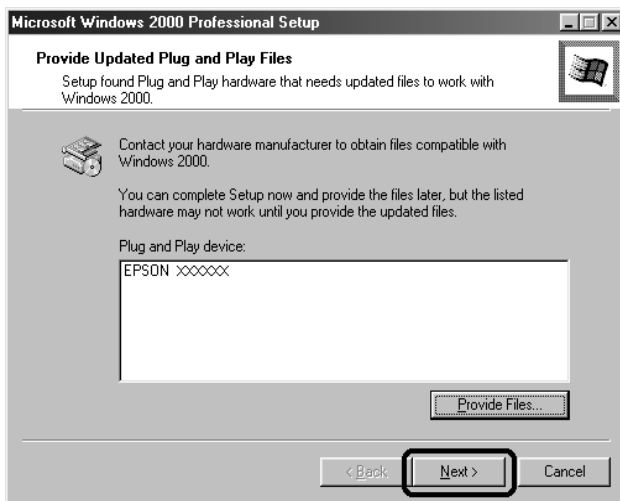 Microsoft Windows 2000 Professional Setup
Provide Updated Plug and Play Files
Setup found Plug and Play hardware that needs updated files to work with
Windows 2000.
Contact your hardware manufacturer to obtain files compatible with
Windows 2000.
You can complete Setup now and provide the files later, but the listed
hardware may not work until you provide the updated files.
Plug and Play device:
EPSON XXXXXX
Provide Files...
< Back
Next >
Cancel